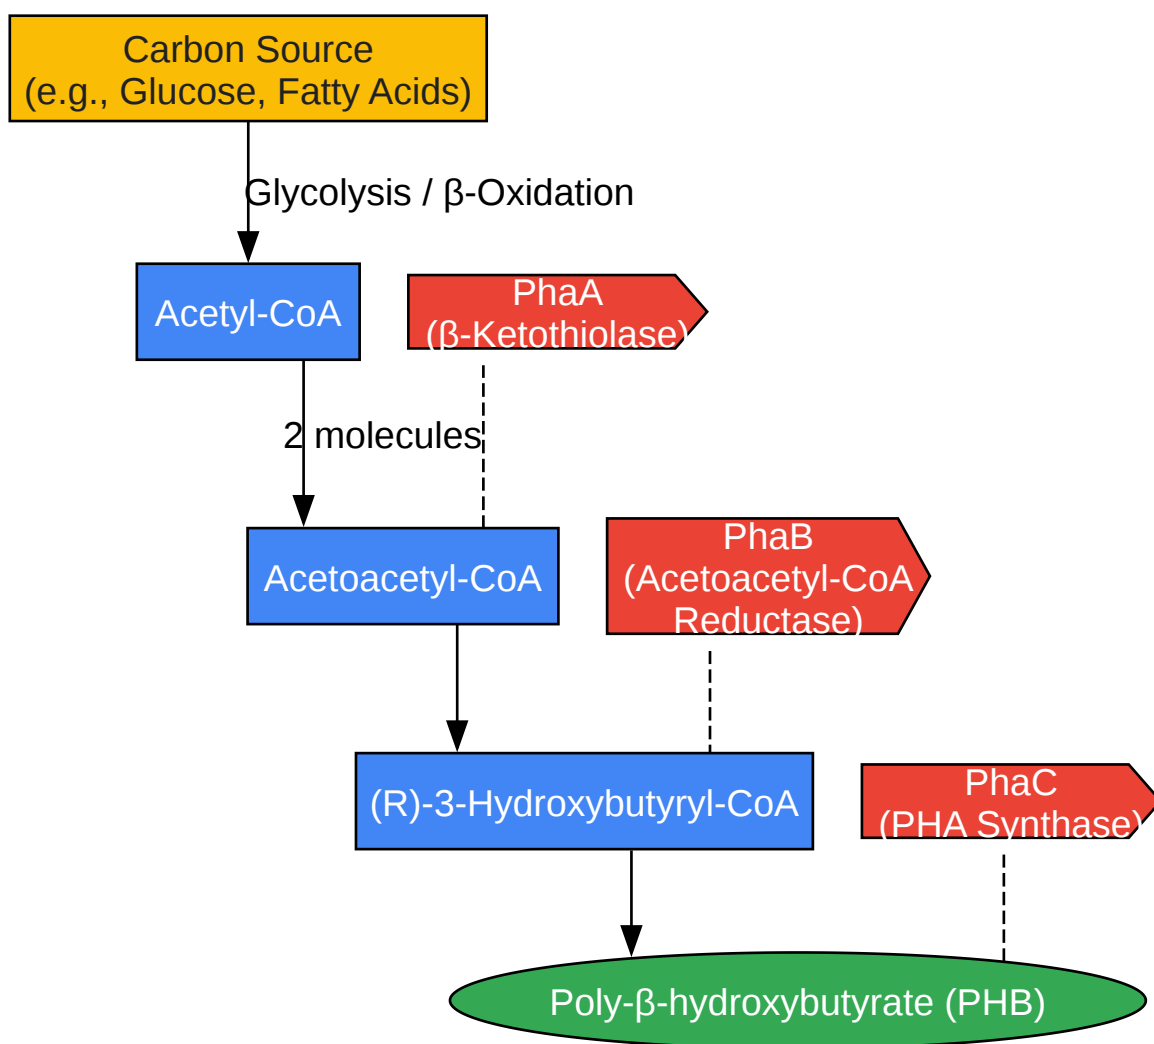 Carbon Source
(e.g., Glucose, Fatty Acids)
Glycolysis / β-Oxidation
Acetyl-CoA
PhaA
(β-Ketothiolase)
2 molecules
Acetoacetyl-CoA
PhaB
(Acetoacetyl-CoA
Reductase)
(R)-3-Hydroxybutyryl-CoA
PhaC
(PHA Synthase)
Poly-β-hydroxybutyrate (PHB)